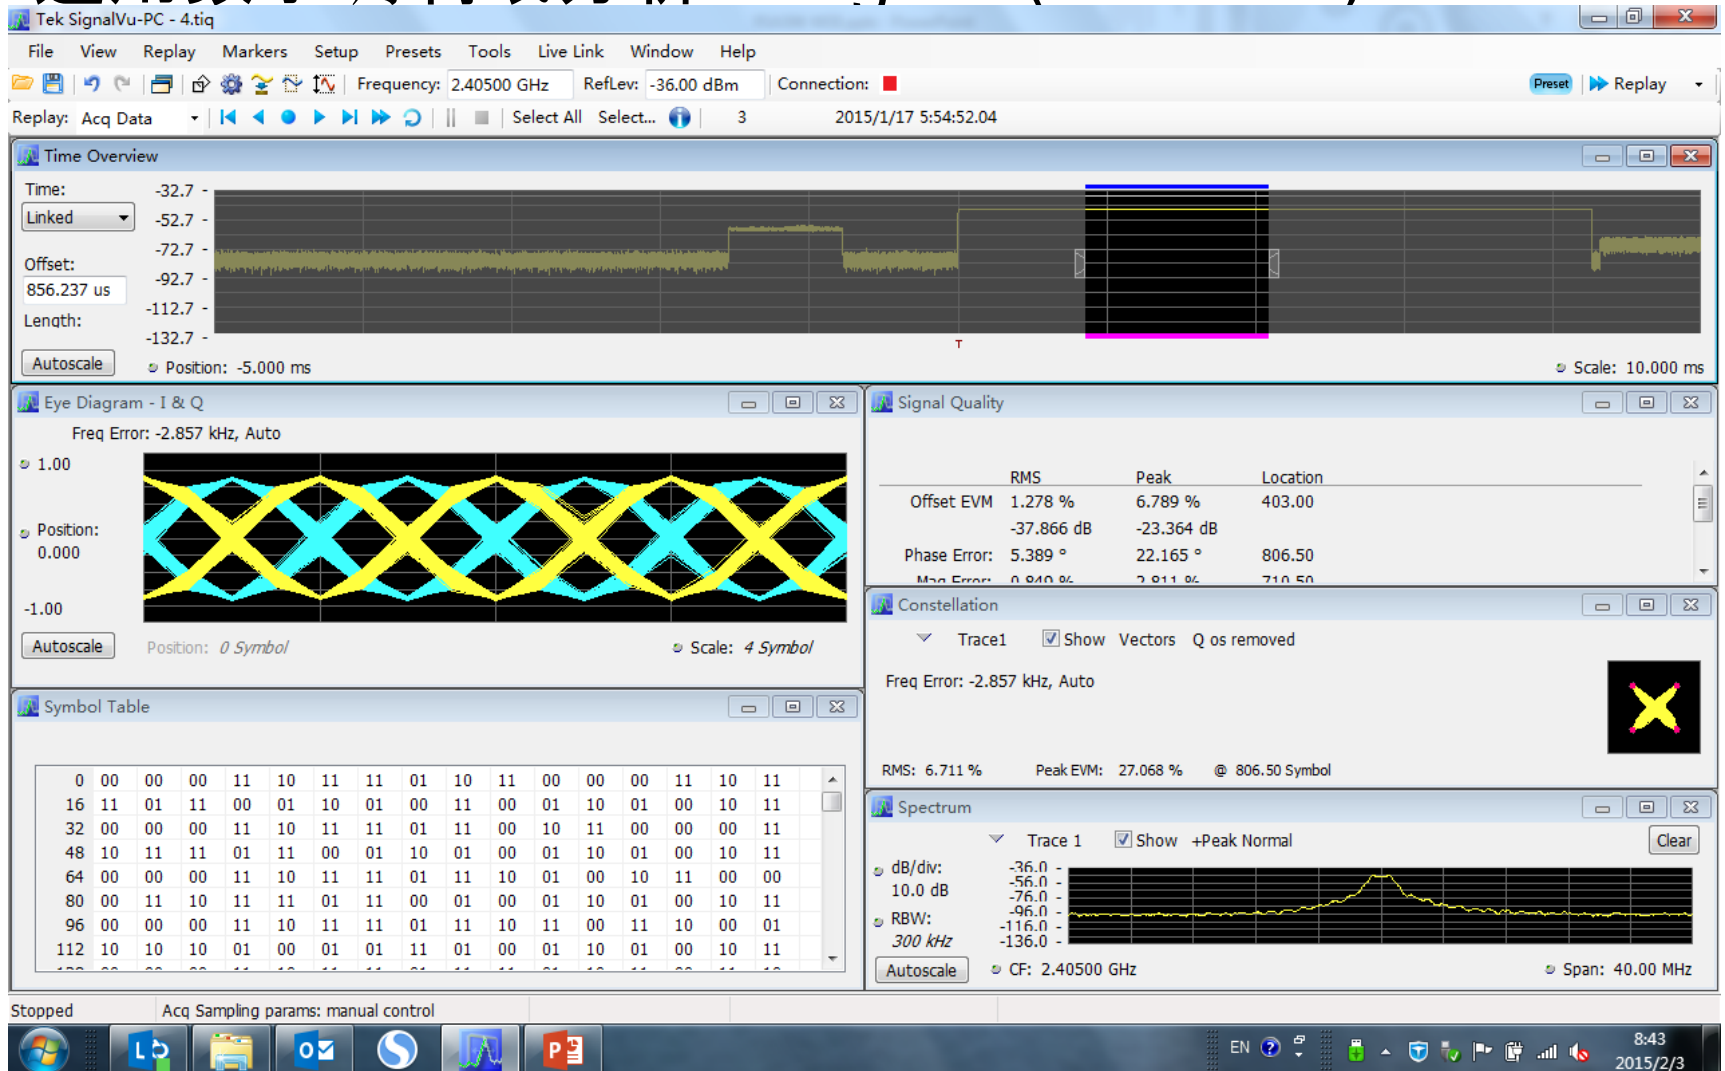 Tek SignalVu-PC - 4.tiq
File View Replay Markers Setup Presets Tools Live Link Window Help
Frequency: 2.40500 GHz RefLev: -36.00 dBm Connection: Preset Replay
Replay: Acq Data Select All Select... 3 2015/1/17 5:54:52.04
Time Overview
Time:
Linked
Offset:
856.237 us
Length:
Autoscale
-32.7
-52.7
-72.7
-92.7
-112.7
-132.7
T
Position: -5.000 ms
Scale: 10.000 ms
Eye Diagram - I & Q
Freq Error: -2.857 kHz, Auto
1.00
Position:
0.000
-1.00
Autoscale
Position: 0 Symbol
Scale: 4 Symbol
Symbol Table
0 00 00 00 11 10 11 11 01 10 11 00 00 00 11 10 11
16 11 01 11 00 01 10 01 00 11 00 01 10 01 00 10 11
32 00 00 00 11 10 11 11 01 11 00 10 11 00 00 00 11
48 10 11 11 01 11 00 01 10 01 00 01 10 01 00 10 11
64 00 00 00 11 10 11 11 01 11 10 01 00 10 11 00 00
80 00 11 10 11 11 01 11 00 01 00 01 10 01 00 10 11
96 00 00 00 11 10 11 11 01 11 10 11 00 11 10 00 01
112 10 10 10 01 00 01 01 11 01 00 01 10 01 00 10 11
Signal Quality
RMS Peak Location
Offset EVM 1.278 % 6.789 % 403.00
-37.866 dB -23.364 dB
Phase Error: 5.389 ° 22.165 ° 806.50
Mag Error: 0.840 % 2.811 % 710.50
Constellation
Trace1 Show Vectors Q os removed
Freq Error: -2.857 kHz, Auto
RMS: 6.711 % Peak EVM: 27.068 % @ 806.50 Symbol
Spectrum
Trace 1 Show +Peak Normal Clear
dB/div:
10.0 dB
RBW:
300 kHz
Autoscale
-36.0
-56.0
-76.0
-96.0
-116.0
-136.0
CF: 2.40500 GHz
Span: 40.00 MHz
Stopped Acq Sampling params: manual control
EN
8:43
2015/2/3